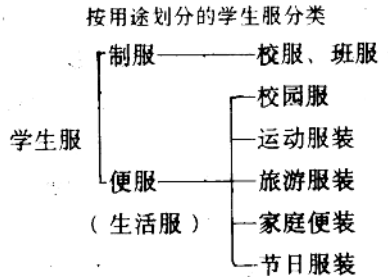 按用途划分的学生服分类
制服 校服、班服
校园服
学生服 运动服装
便服 旅游服装
（生活服） 家庭便装
节日服装